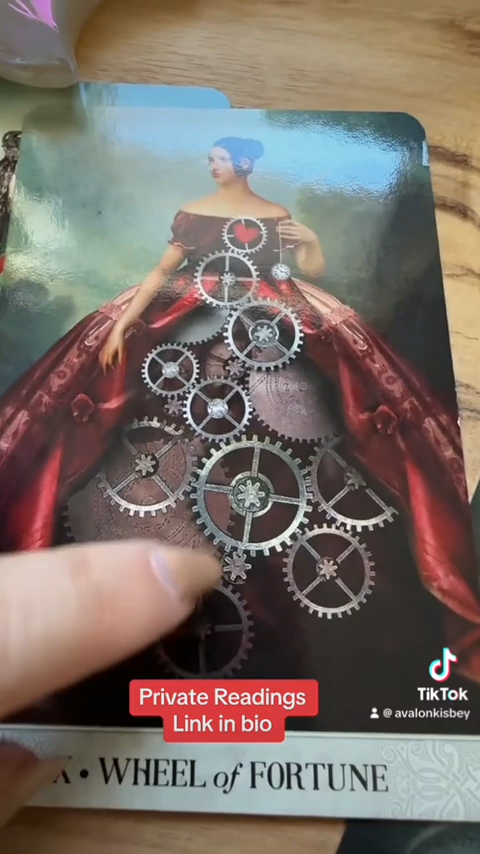 Private Readings
Link in bio
TikTok
@ avalonkisbey
X • WHEEL of FORTUNE